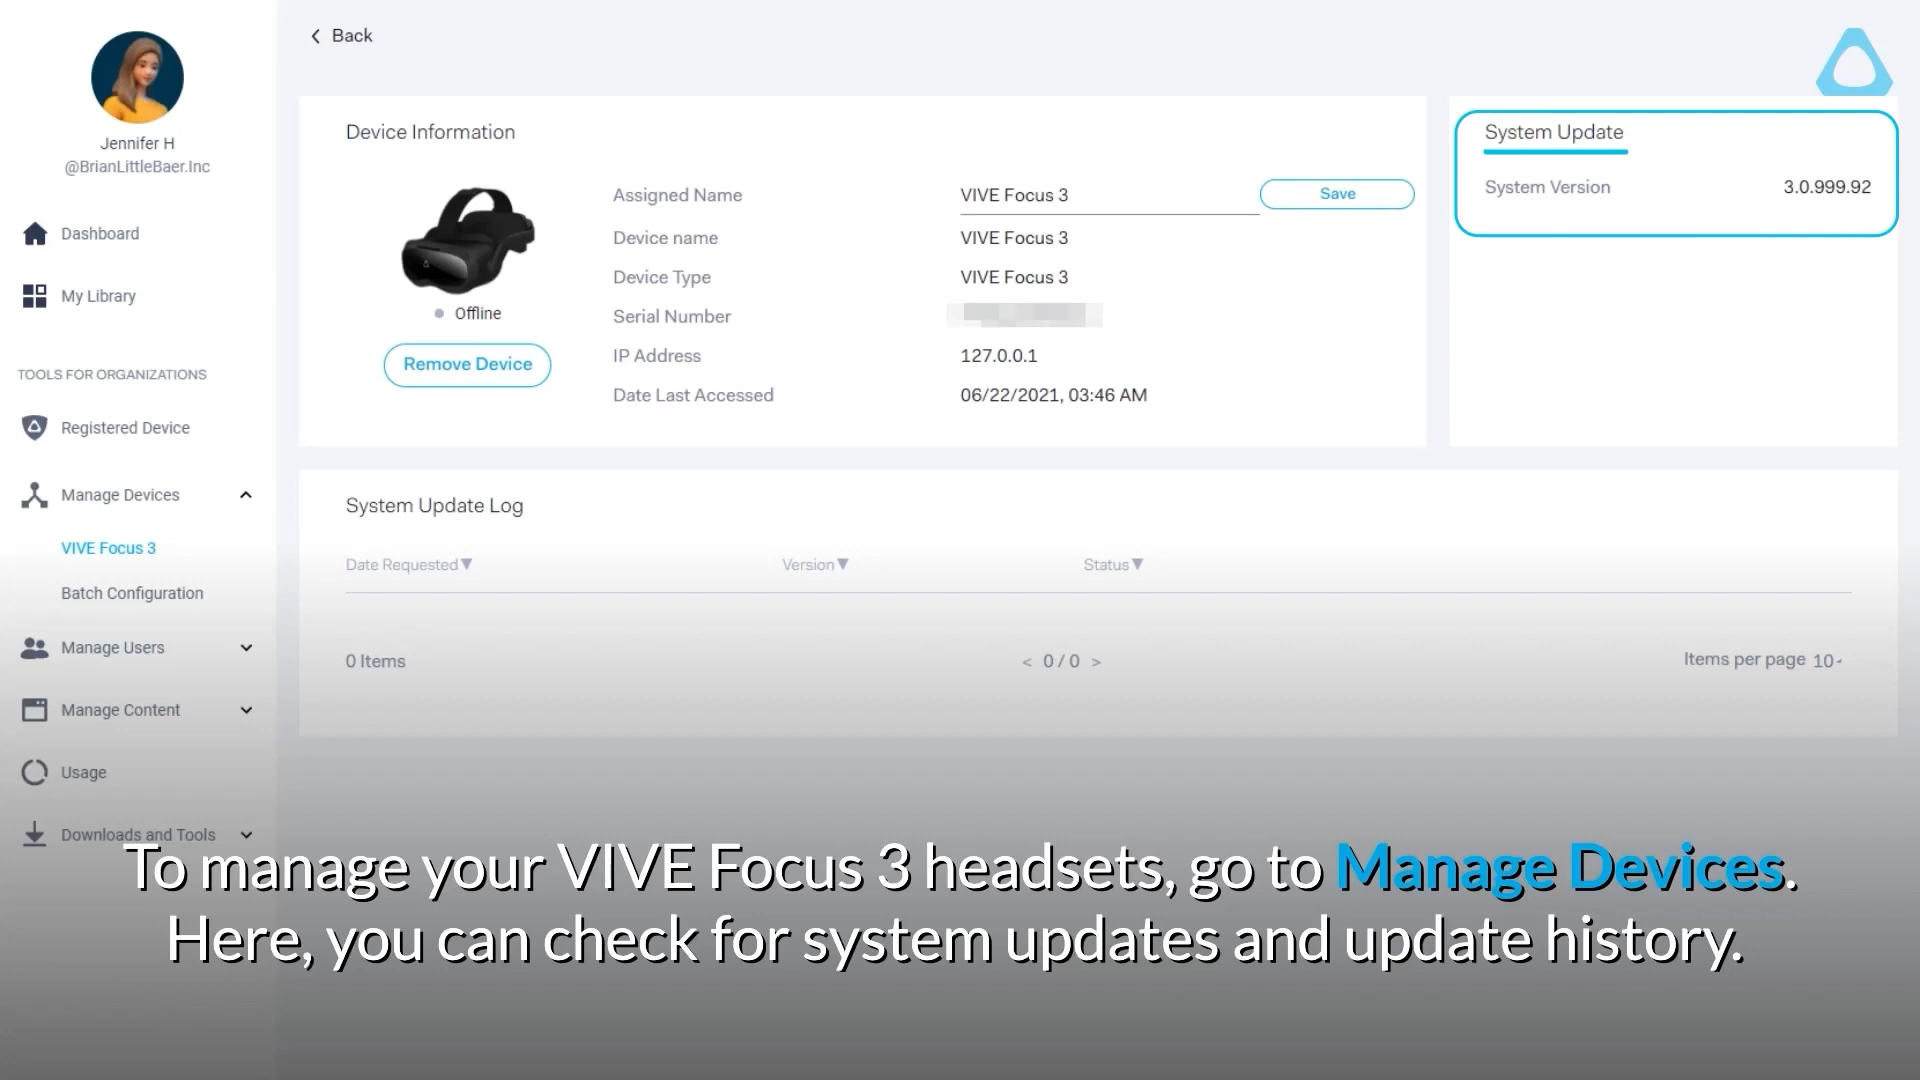 Back
Jennifer H
@BrianLittleBaer.Inc
Dashboard
My Library
TOOLS FOR ORGANIZATIONS
Registered Device
Manage Devices
VIVE Focus 3
Batch Configuration
Manage Users
Manage Content
Usage
Downloads and Tools
Device Information
Offline
Remove Device
Assigned Name VIVE Focus 3 Save
Device name VIVE Focus 3
Device Type VIVE Focus 3
Serial Number
IP Address 127.0.0.1
Date Last Accessed 06/22/2021, 03:46 AM
System Update
System Version 3.0.999.92
System Update Log
Date Requested▼ Version▼ Status▼
0 Items < 0 / 0 > Items per page 10
To manage your VIVE Focus 3 headsets, go to Manage Devices.
Here, you can check for system updates and update history.